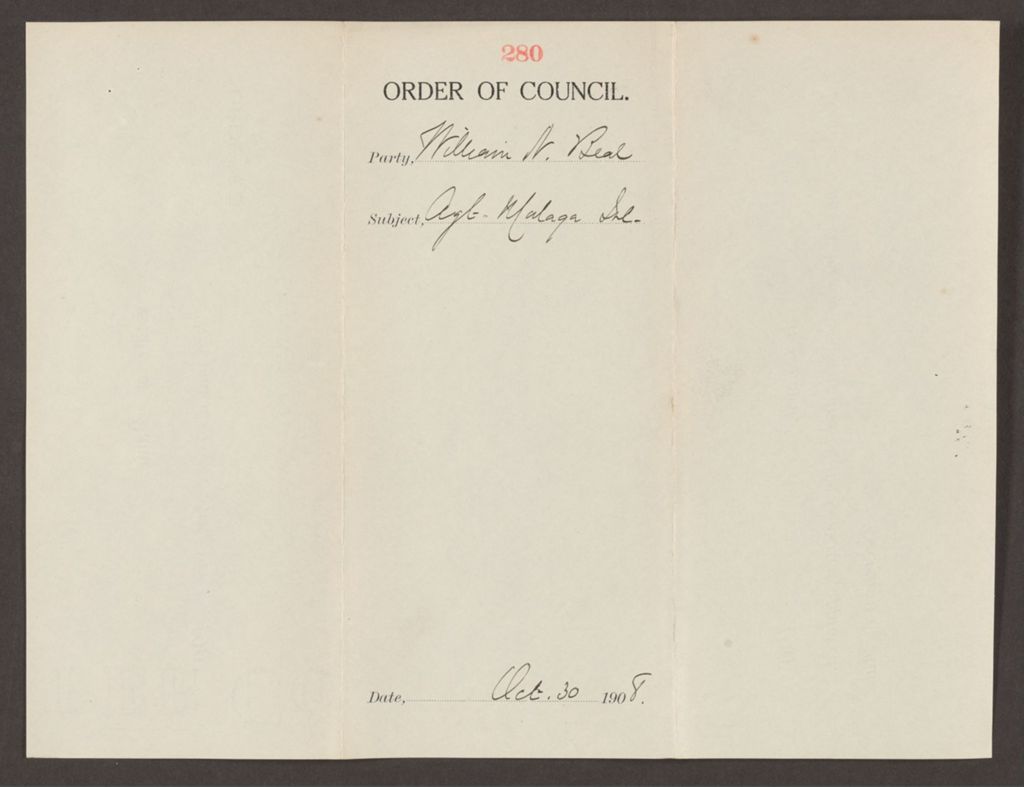 280
ORDER OF COUNCIL.
Party, William N. Beal
Subject, Agt- Malaga Isl-
Date, Oct. 30 1908.